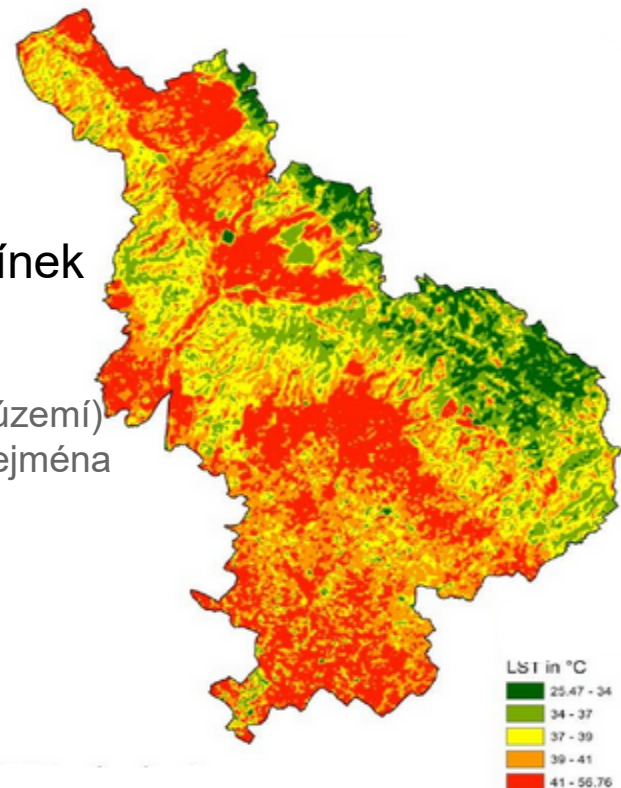 ínek
území)
ejména
LST in °C
25.47 - 34
34 - 37
37 - 39
39 - 41
41 - 56.76